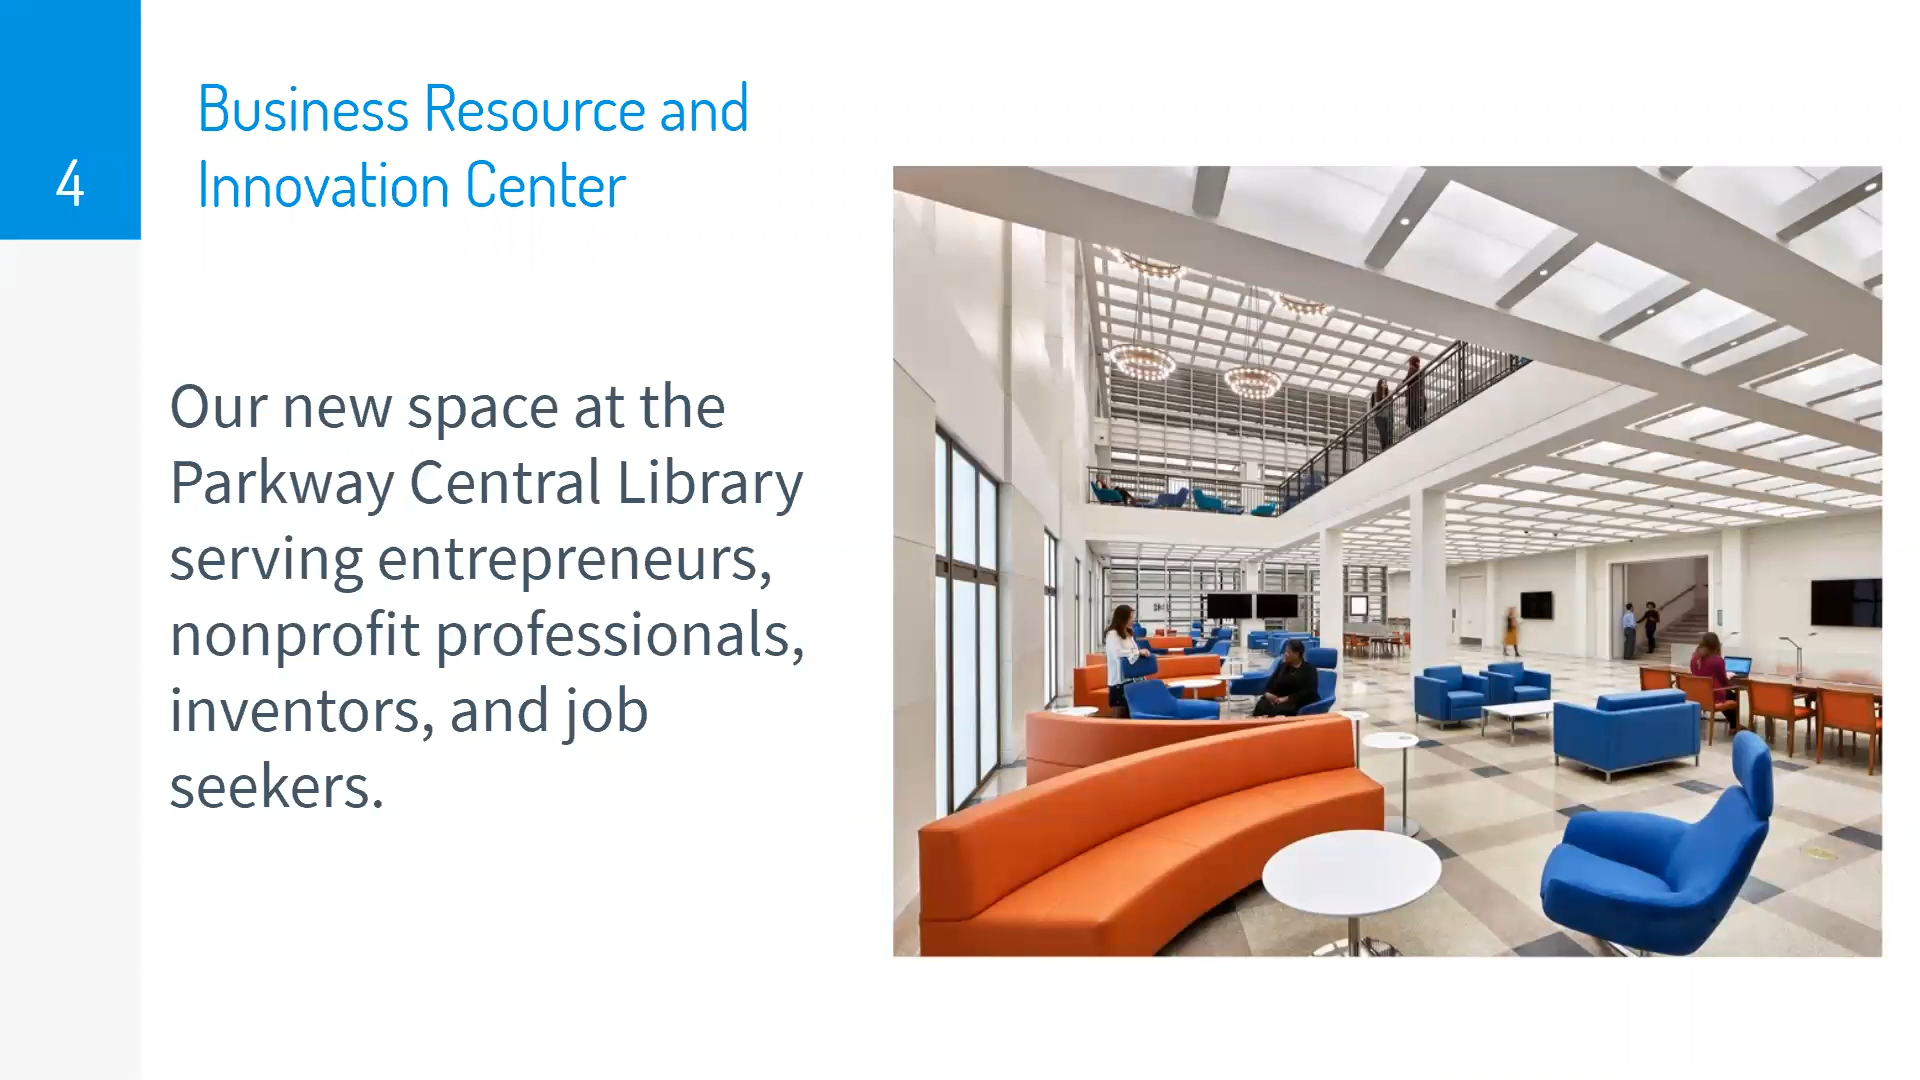 4
Business Resource and
Innovation Center
Our new space at the
Parkway Central Library
serving entrepreneurs,
nonprofit professionals,
inventors, and job
seekers.